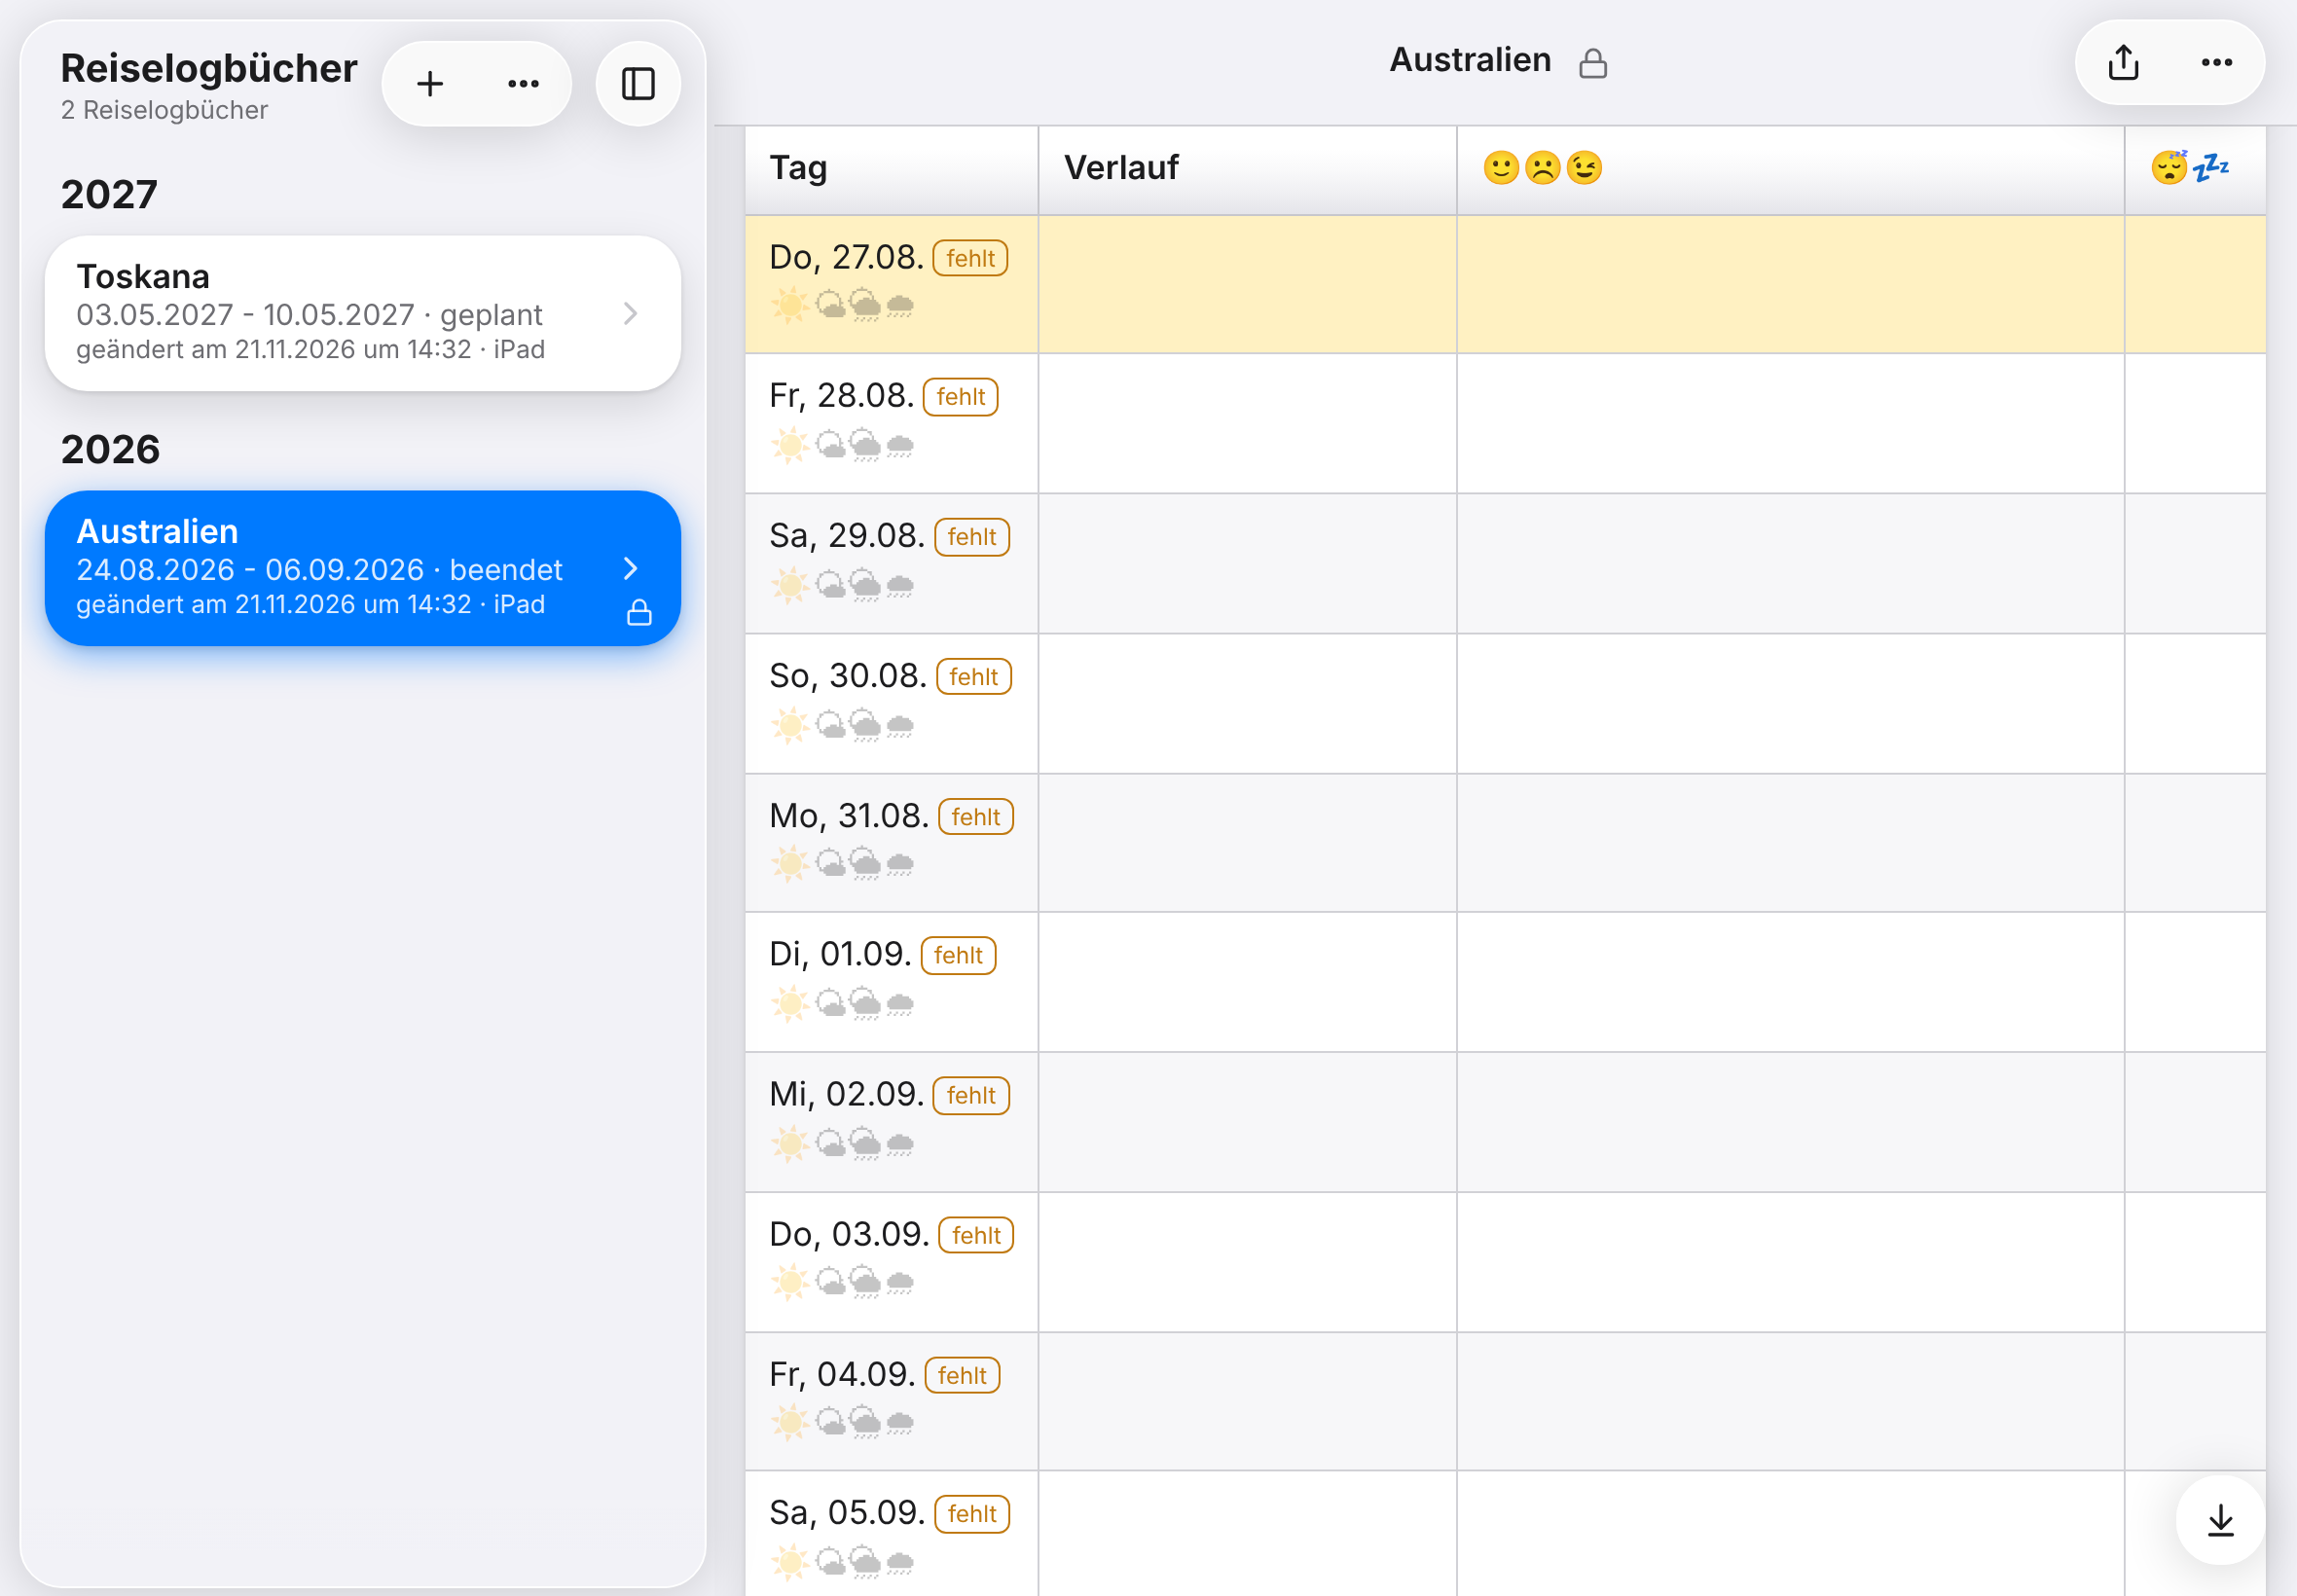 Reiselogbücher
2 Reiselogbücher
2027
Toskana
03.05.2027 - 10.05.2027 · geplant
geändert am 21.11.2026 um 14:32 · iPad
2026
Australien
24.08.2026 - 06.09.2026 · beendet
geändert am 21.11.2026 um 14:32 · iPad
Australien
Tag Verlauf
Do, 27.08. fehlt
Fr, 28.08. fehlt
Sa, 29.08. fehlt
So, 30.08. fehlt
Mo, 31.08. fehlt
Di, 01.09. fehlt
Mi, 02.09. fehlt
Do, 03.09. fehlt
Fr, 04.09. fehlt
Sa, 05.09. fehlt